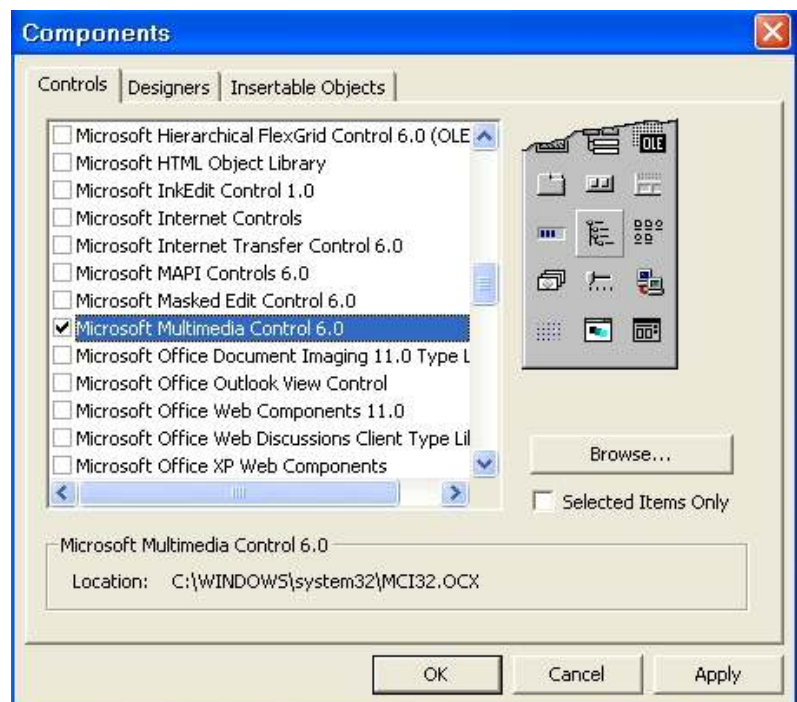 Components
Controls Designers Insertable Objects
Microsoft Hierarchical FlexGrid Control 6.0 (OLE
Microsoft HTML Object Library
Microsoft InkEdit Control 1.0
Microsoft Internet Controls
Microsoft Internet Transfer Control 6.0
Microsoft MAPI Controls 6.0
Microsoft Masked Edit Control 6.0
Microsoft Multimedia Control 6.0
Microsoft Office Document Imaging 11.0 Type L
Microsoft Office Outlook View Control
Microsoft Office Web Components 11.0
Microsoft Office Web Discussions Client Type Lil
Microsoft Office XP Web Components
OLE
Browse...
Selected Items Only
Microsoft Multimedia Control 6.0
Location: C:\WINDOWS\system32\MCI32.OCX
OK Cancel Apply